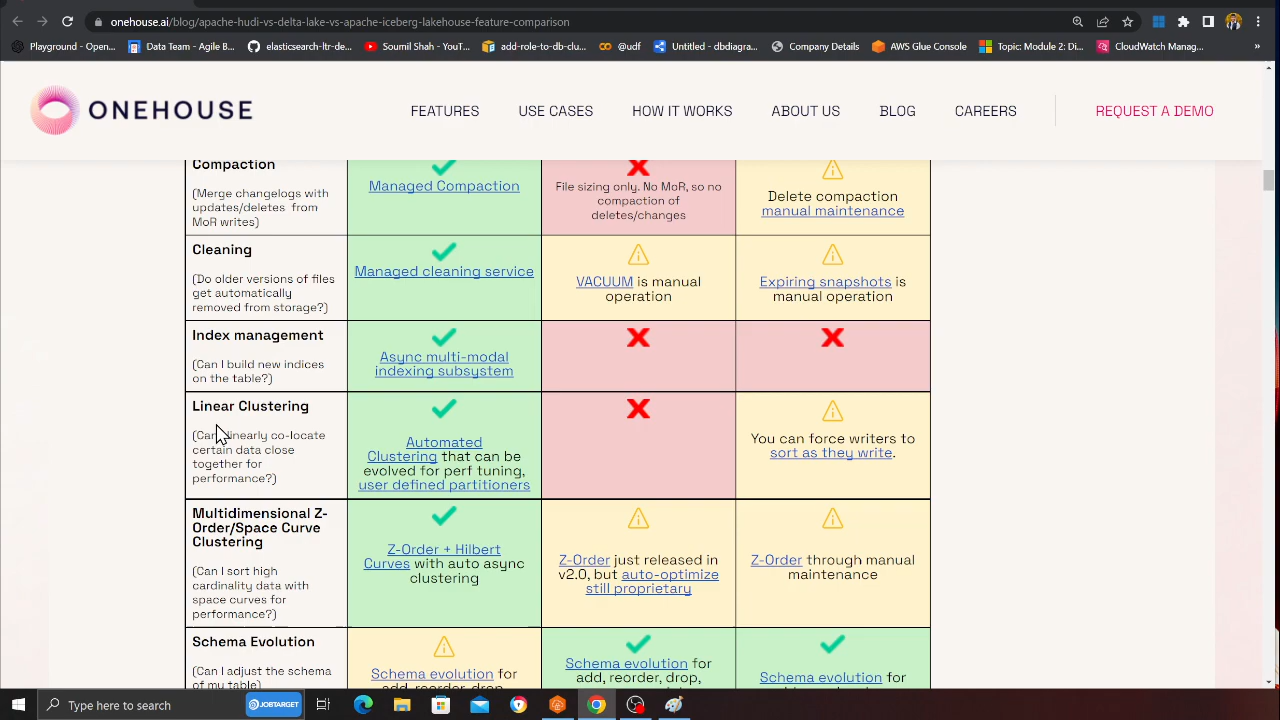 onehouse.ai/blog/apache-hudi-vs-delta-lake-vs-apache-iceberg-lakehouse-feature-comparison
Playground - Open...
Data Team - Agile B...
elasticsearch-ltr-de...
Soumil Shah - YouT...
add-role-to-db-clu...
@udf
Untitled - dbdiagra...
Company Details
AWS Glue Console
Topic: Module 2: Di...
CloudWatch Manag...
»
ONEHOUSE
FEATURES
USE CASES
HOW IT WORKS
ABOUT US
BLOG
CAREERS
REQUEST A DEMO
Compaction
(Merge changelogs with
updates/deletes from
MoR writes)
Managed Compaction
File sizing only. No MoR, so no
compaction of
deletes/changes
Delete compaction
manual maintenance
Cleaning
(Do older versions of files
get automatically
removed from storage?)
Managed cleaning service
VACUUM is manual
operation
Expiring snapshots is
manual operation
Index management
(Can I build new indices
on the table?)
Async multi-modal
indexing subsystem
Linear Clustering
(Can linearly co-locate
certain data close
together for
performance?)
Automated
Clustering that can be
evolved for perf tuning,
user defined partitioners
You can force writers to
sort as they write.
Multidimensional Z-
Order/Space Curve
Clustering
(Can I sort high
cardinality data with
space curves for
performance?)
Z-Order + Hilbert
Curves with auto async
clustering
Z-Order just released in
v2.0, but auto-optimize
still proprietary
Z-Order through manual
maintenance
Schema Evolution
(Can I adjust the schema
of my table)
Schema evolution for
add, reorder, drop,
Schema evolution for
add, reorder, drop,
Schema evolution for
Type here to search
JOBTARGET